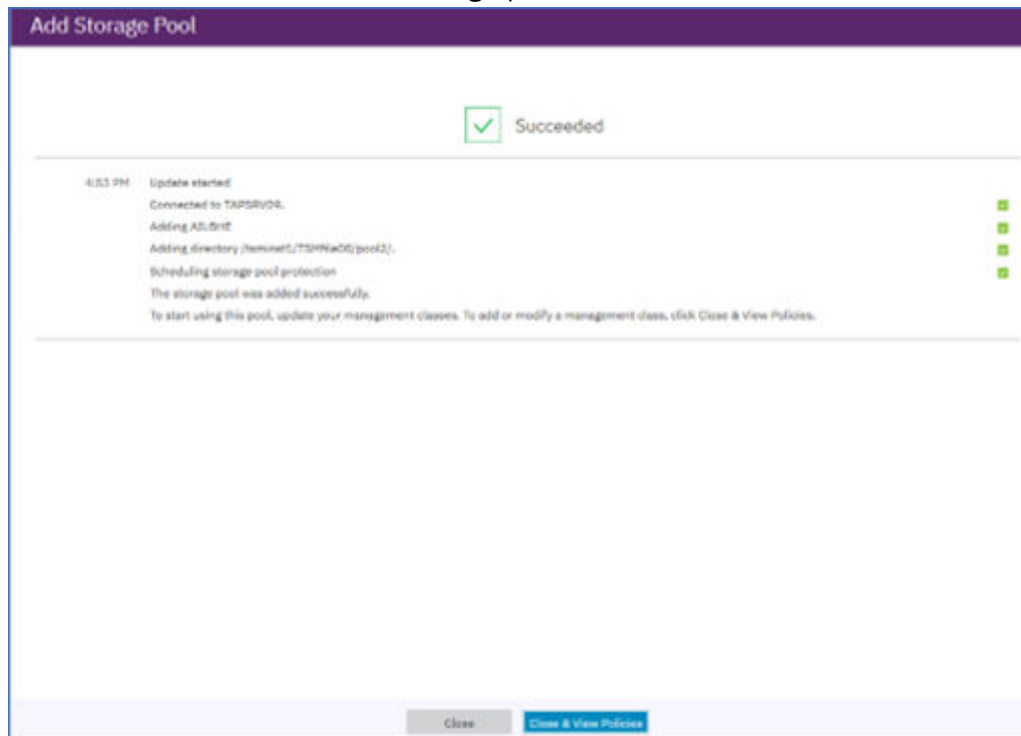 Add Storage Pool
Succeeded
4:53 PM Update started
Connected to TAPSRV09.
Adding
Adding directory
Scheduling storage pool protection
The storage pool was added successfully.
To start using this pool, update your management classes. To add or modify a management class, click Close & View Policies.
Close
Close & View Policies